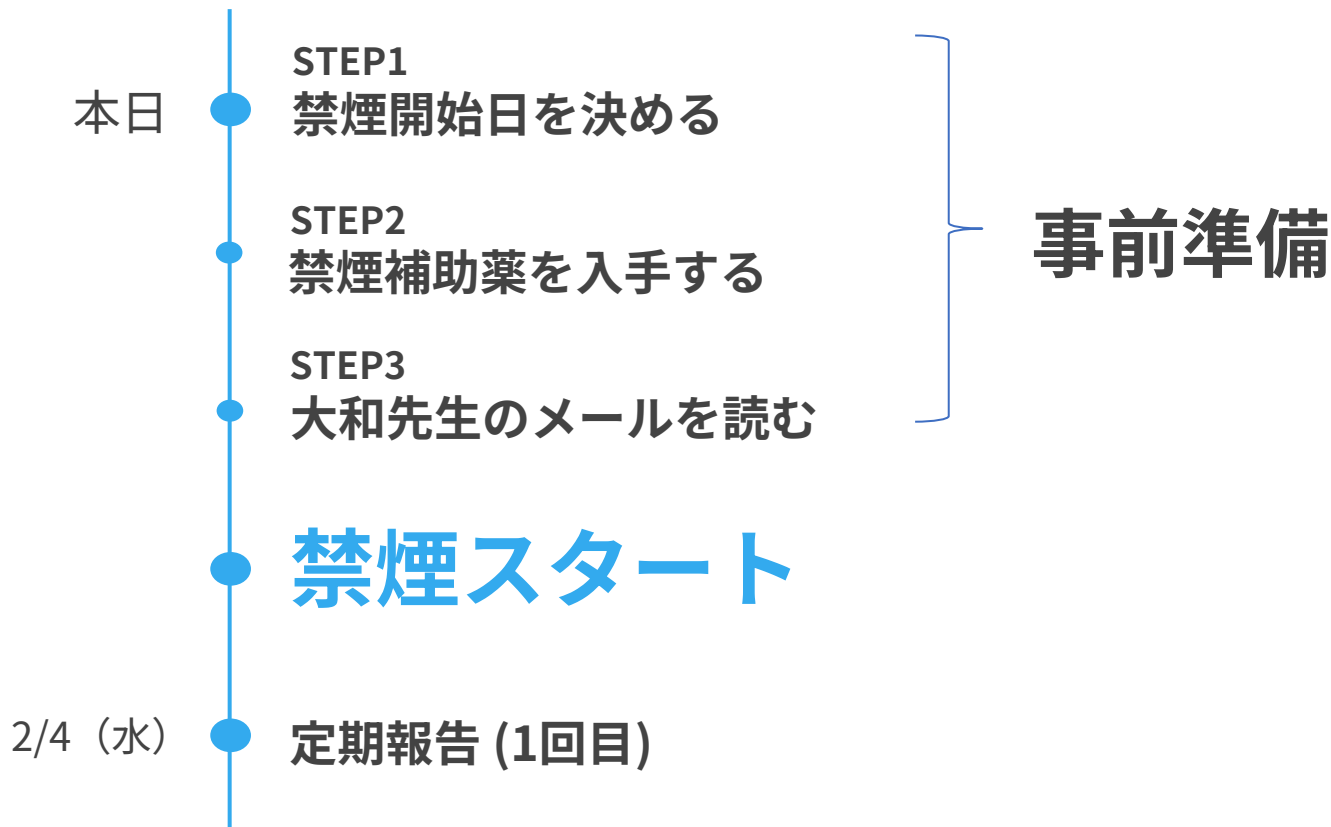 STEP1
本日
禁煙開始日を決める
STEP2
禁煙補助薬を入手する
事前準備
STEP3
大和先生のメールを読む
禁煙スタート
2/4（水）
定期報告 (1回目)